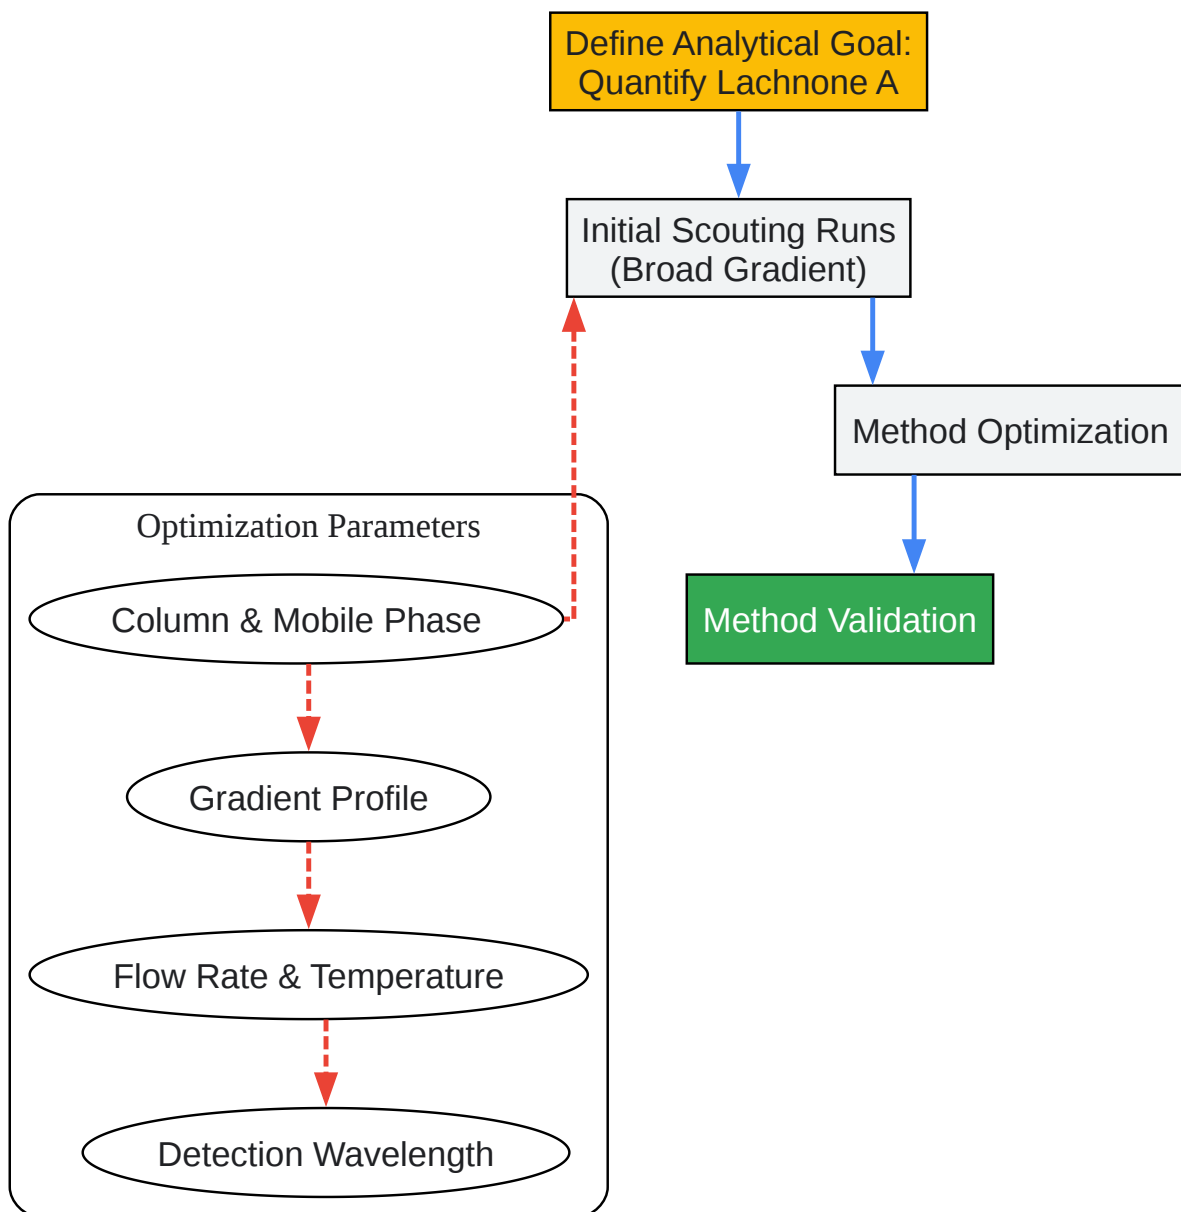 Define Analytical Goal:
Quantify Lachnone A
Initial Scouting Runs
(Broad Gradient)
Method Optimization
Optimization Parameters
Column & Mobile Phase
Method Validation
Gradient Profile
Flow Rate & Temperature
Detection Wavelength